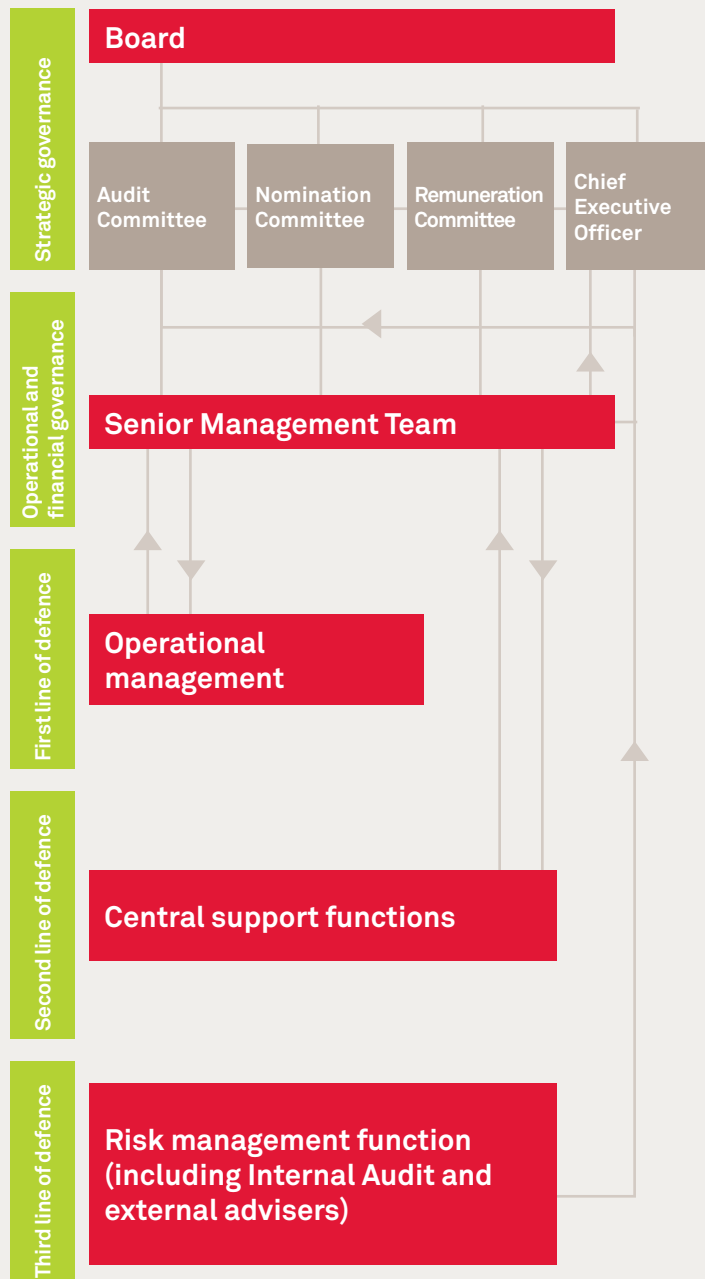 Strategic governance
Board
Audit
Committee
Nomination
Committee
Remuneration
Committee
Chief
Executive
Officer
Operational and
financial governance
Senior Management Team
First line of defence
Operational
management
Second line of defence
Central support functions
Third line of defence
Risk management function
(including Internal Audit and
external advisers)